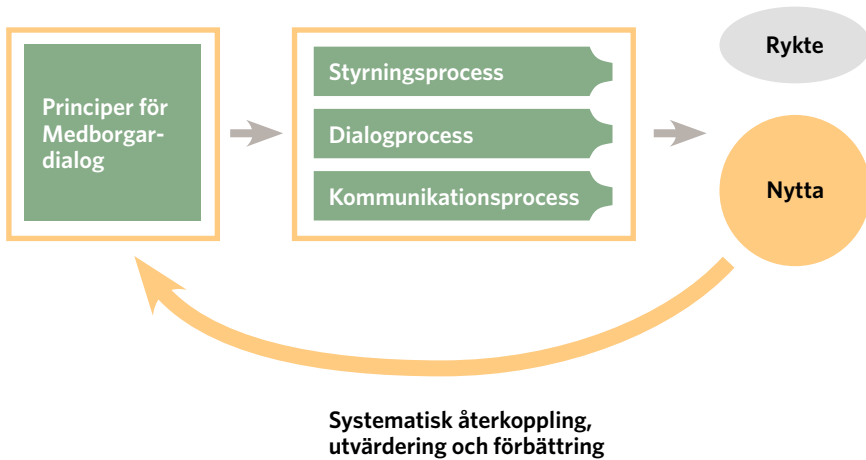 Principer för
Medborgar-
dialog
Styrningsprocess
Dialogprocess
Kommunikationsprocess
Rykte
Nytta
Systematisk återkoppling,
utvärdering och förbättring